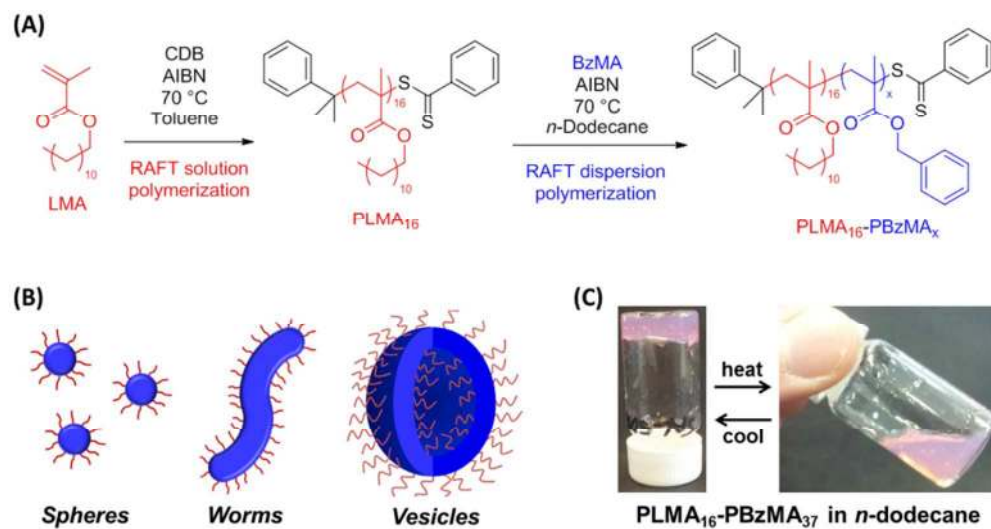 (A)
CDB
AIBN
70 °C
Toluene
RAFT solution
polymerization
O
O
10
LMA
16
S
S
O
O
10
PLMA16
BzMA
AIBN
70 °C
n-Dodecane
RAFT dispersion
polymerization
16
x
S
S
O
O
O
O
10
PLMA16-PBzMAx
(B)
Spheres
Worms
Vesicles
(C)
heat
cool
PLMA16-PBzMA37 in n-dodecane